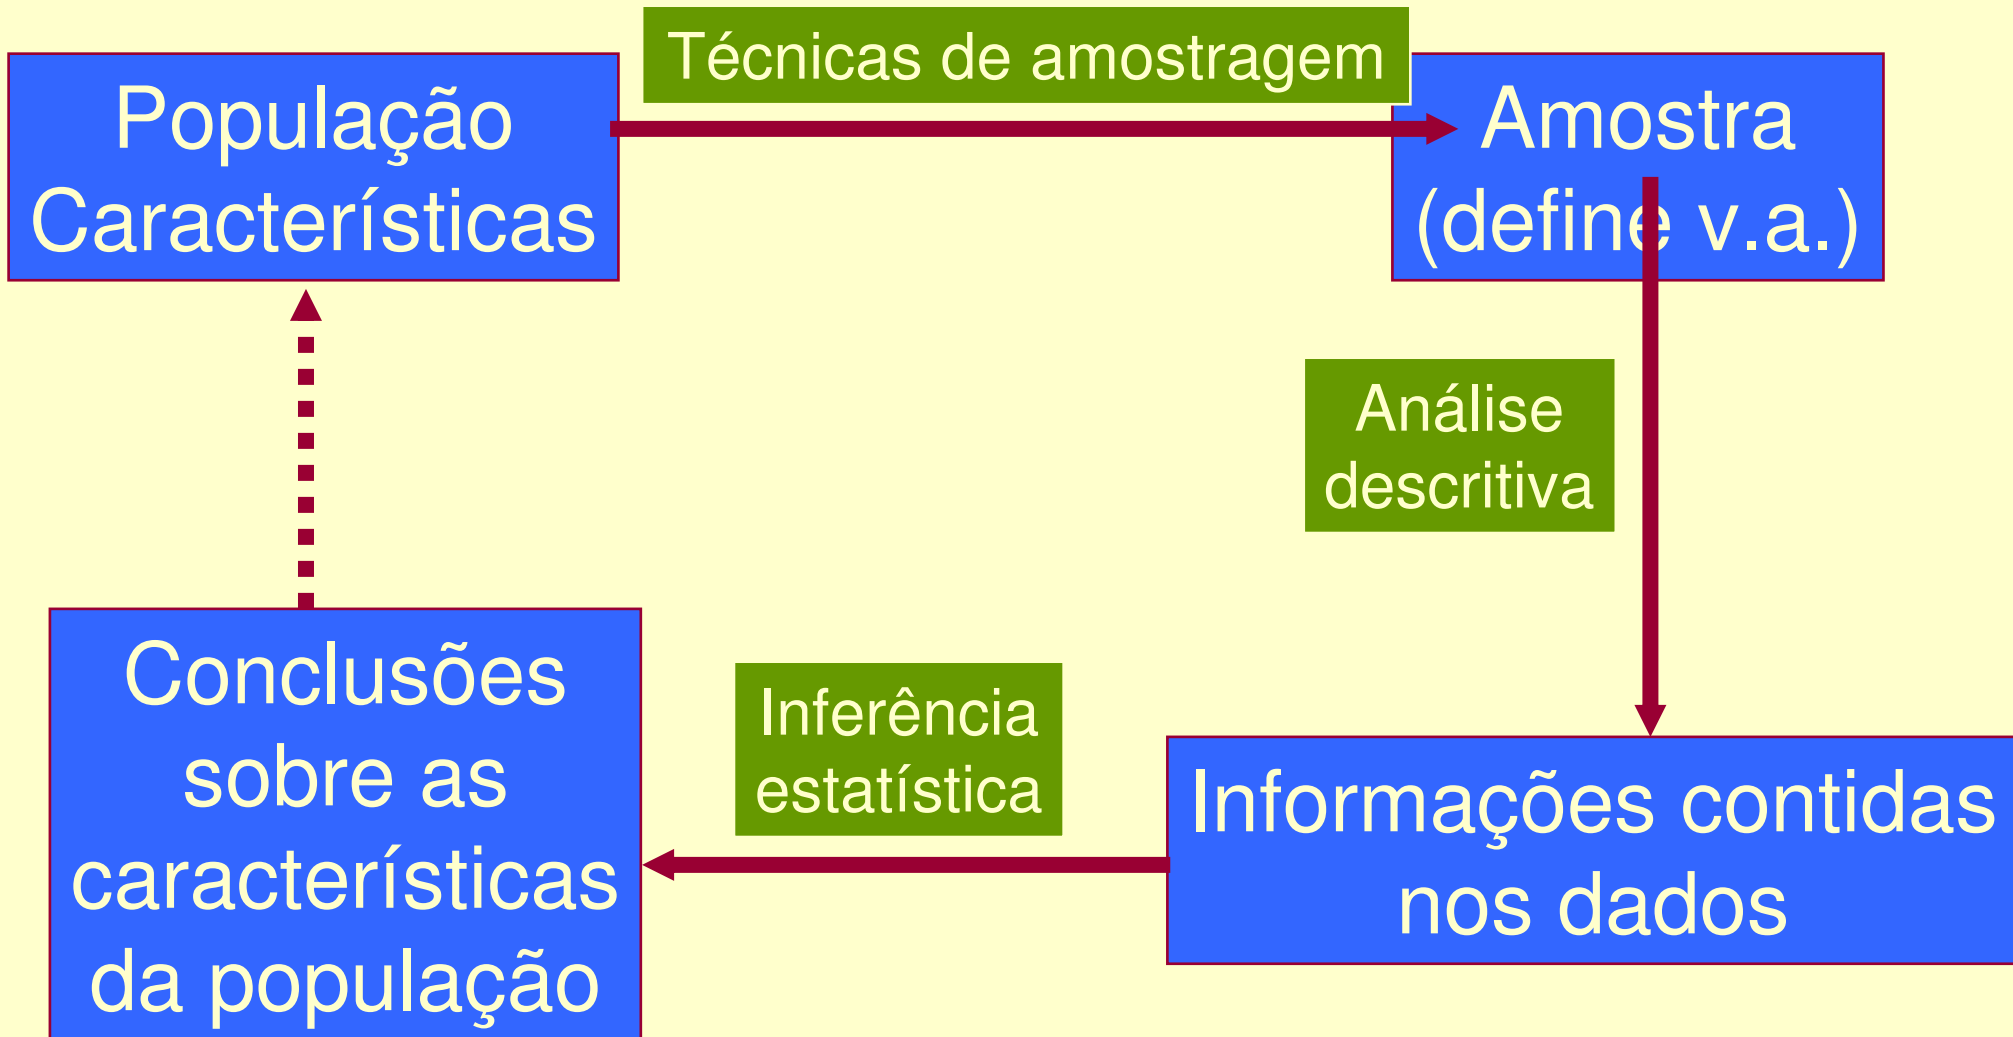 Técnicas de amostragem
População
Características
Amostra
(define v.a.)
Análise
descritiva
Informações contidas
nos dados
Inferência
estatística
Conclusões
sobre as
características
da população